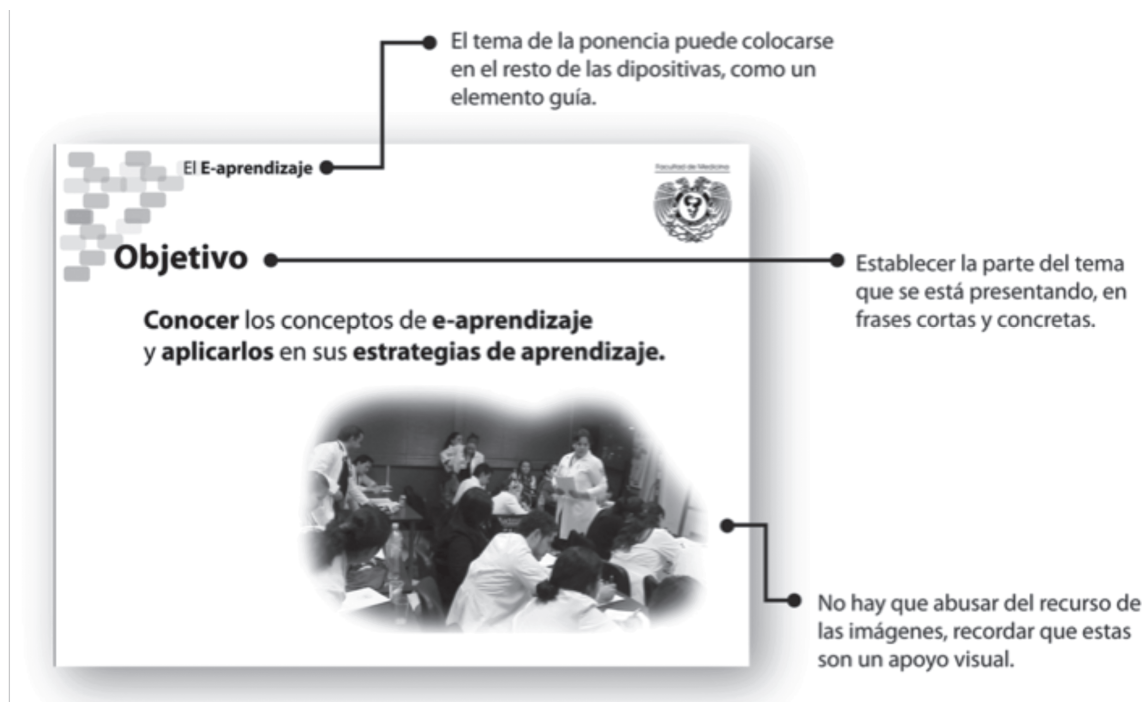 El tema de la ponencia puede colocarse
en el resto de las dipositivas, como un
elemento guía.
El E-aprendizaje
Facultad de Medicina
Objetivo
Establecer la parte del tema
que se está presentando, en
frases cortas y concretas.
Conocer los conceptos de e-aprendizaje
y aplicarlos en sus estrategias de aprendizaje.
No hay que abusar del recurso de
las imágenes, recordar que estas
son un apoyo visual.